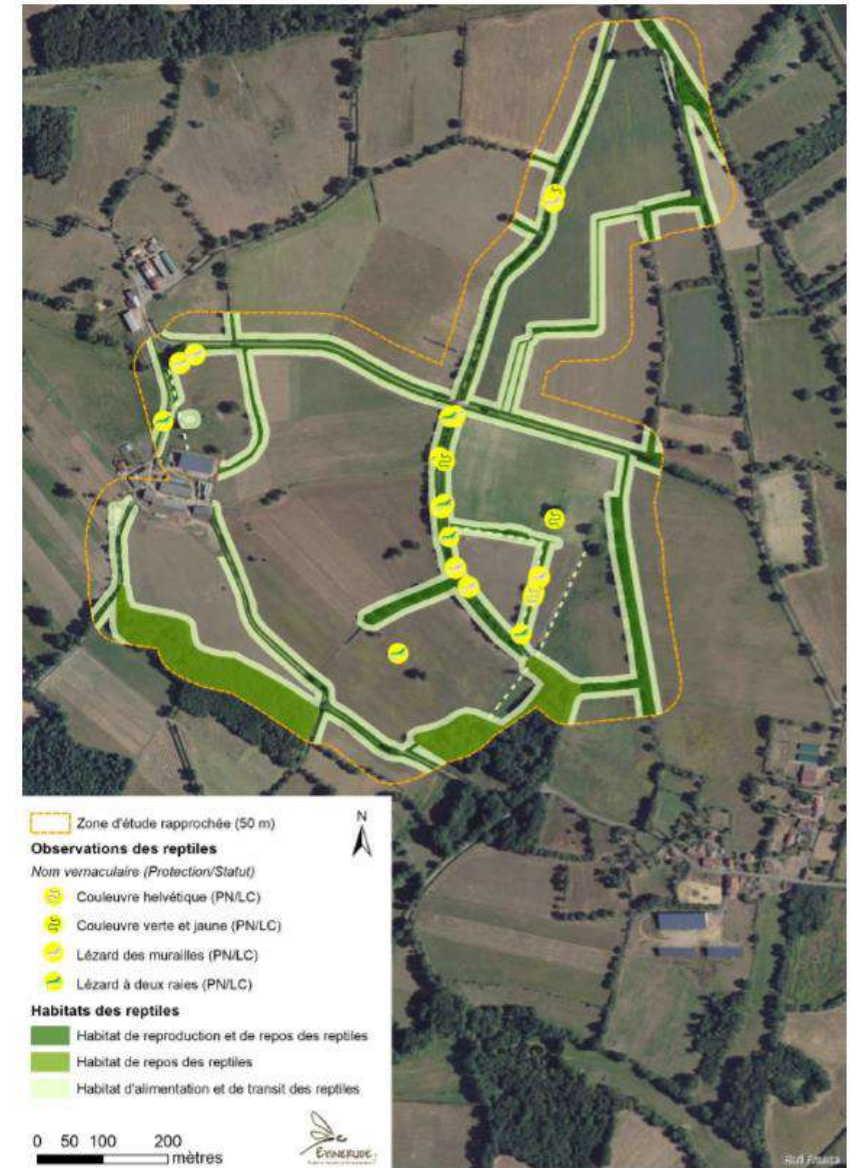 Zone d'étude rapprochée (50 m)
N
Observations des reptiles
Nom vernaculaire (Protection/Statut)
Couleuvre helvétique (PN/LC)
Couleuvre verte et jaune (PN/LC)
Lézard des murailles (PN/LC)
Lézard à deux raies (PN/LC)
Habitats des reptiles
Habitat de reproduction et de repos des reptiles
Habitat de repos des reptiles
Habitat d'alimentation et de transit des reptiles
0 50 100 200
mètres
EVINERUDE